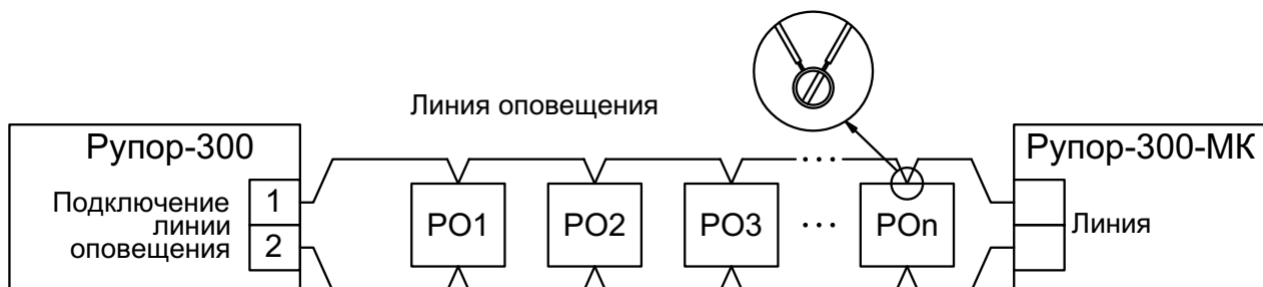 Линия оповещения
Рупор-300
Рупор-300-МК
Подключение
линии
оповещения
1
2
РО1
РО2
РО3
...
...
РОn
Линия